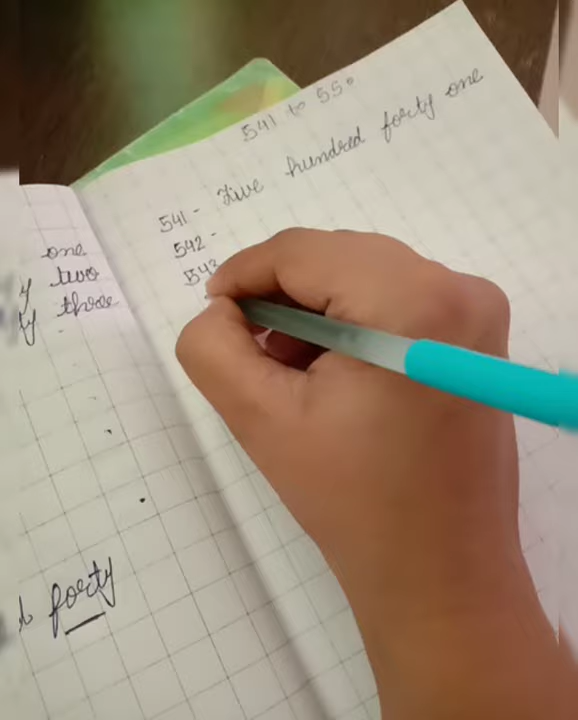 one
two
three
forty
541 to 550
541 - Five hundred forty one
542 -
543